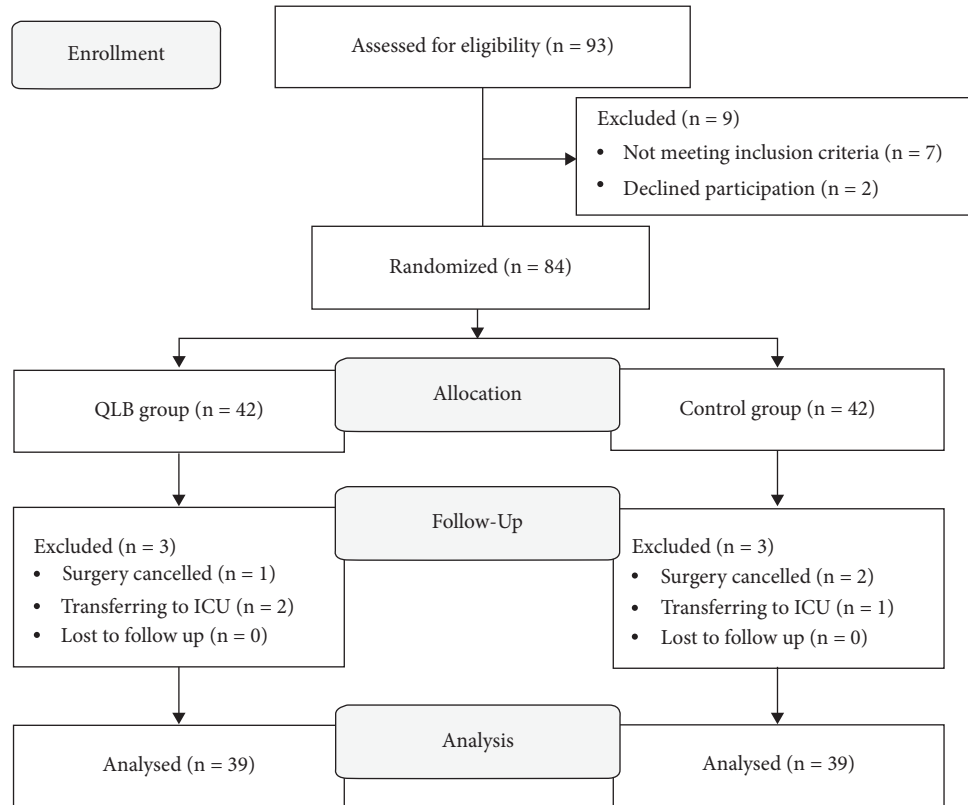 Enrollment
Assessed for eligibility (n = 93)
Excluded (n = 9)
• Not meeting inclusion criteria (n = 7)
• Declined participation (n = 2)
Randomized (n = 84)
QLB group (n = 42)
Allocation
Control group (n = 42)
Follow-Up
Excluded (n = 3)
• Surgery cancelled (n = 1)
• Transferring to ICU (n = 2)
• Lost to follow up (n = 0)
Excluded (n = 3)
• Surgery cancelled (n = 2)
• Transferring to ICU (n = 1)
• Lost to follow up (n = 0)
Analysed (n = 39)
Analysis
Analysed (n = 39)